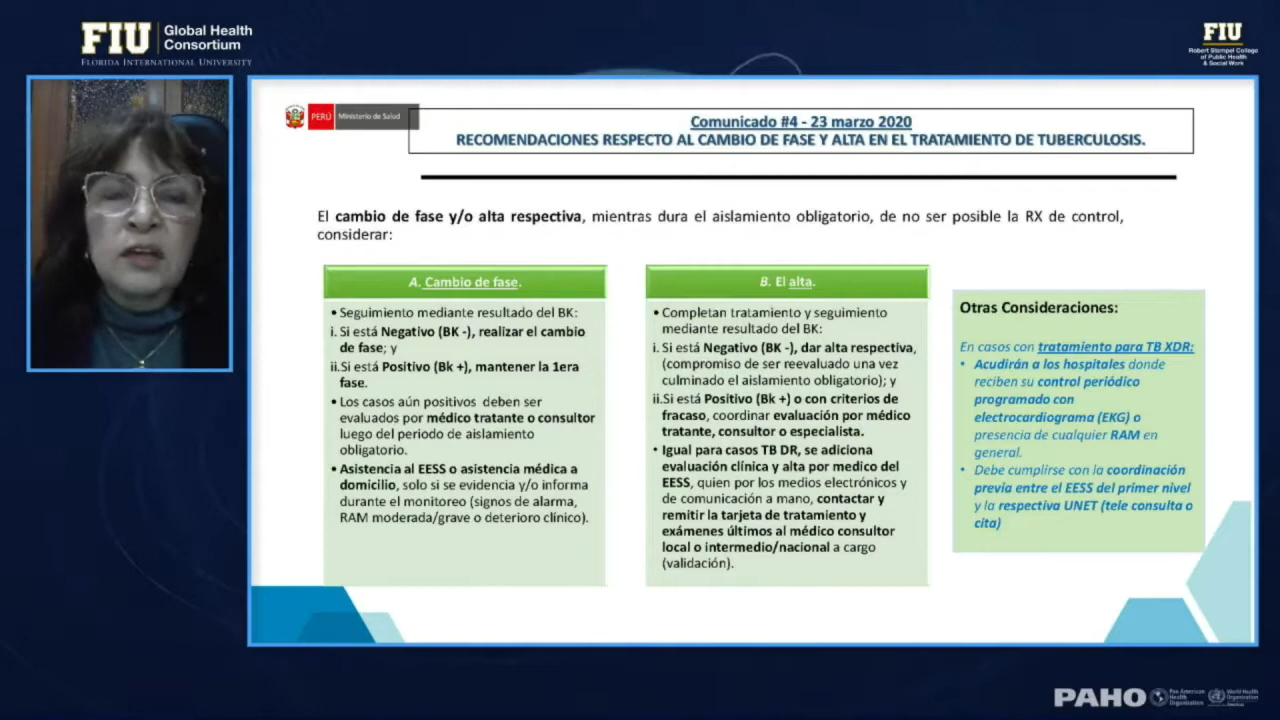 FIU
Global Health
Consortium
FLORIDA INTERNATIONAL UNIVERSITY
FIU
Robert Stempel College
of Public Health
& Social Work
PERÚ
Ministerio de Salud
Comunicado #4 - 23 marzo 2020
RECOMENDACIONES RESPECTO AL CAMBIO DE FASE Y ALTA EN EL TRATAMIENTO DE TUBERCULOSIS.
El cambio de fase y/o alta respectiva, mientras dura el aislamiento obligatorio, de no ser posible la RX de control,
considerar:
A. Cambio de fase.
• Seguimiento mediante resultado del BK:
i. Si está Negativo (BK -), realizar el cambio
de fase; y
ii.Si está Positivo (Bk +), mantener la 1era
fase.
• Los casos aún positivos deben ser
evaluados por médico tratante o consultor
luego del periodo de aislamiento
obligatorio.
• Asistencia al EESS o asistencia médica a
domicilio, solo si se evidencia y/o informa
durante el monitoreo (signos de alarma,
RAM moderada/grave o deterioro clínico).
B. El alta.
• Completan tratamiento y seguimiento
mediante resultado del BK:
i. Si está Negativo (BK -), dar alta respectiva,
(compromiso de ser reevaluado una vez
culminado el aislamiento obligatorio); y
ii.Si está Positivo (Bk +) o con criterios de
fracaso, coordinar evaluación por médico
tratante, consultor o especialista.
• Igual para casos TB DR, se adiciona
evaluación clínica y alta por medico del
EESS, quien por los medios electrónicos y
de comunicación a mano, contactar y
remitir la tarjeta de tratamiento y
exámenes últimos al médico consultor
local o intermedio/nacional a cargo
(validación).
Otras Consideraciones:
En casos con tratamiento para TB XDR:
• Acudirán a los hospitales donde
reciben su control periódico
programado con
electrocardiograma (EKG) o
presencia de cualquier RAM en
general.
• Debe cumplirse con la coordinación
previa entre el EESS del primer nivel
y la respectiva UNET (tele consulta o
cita)
PAHO
Pan American
Health
Organization
World Health
Organization